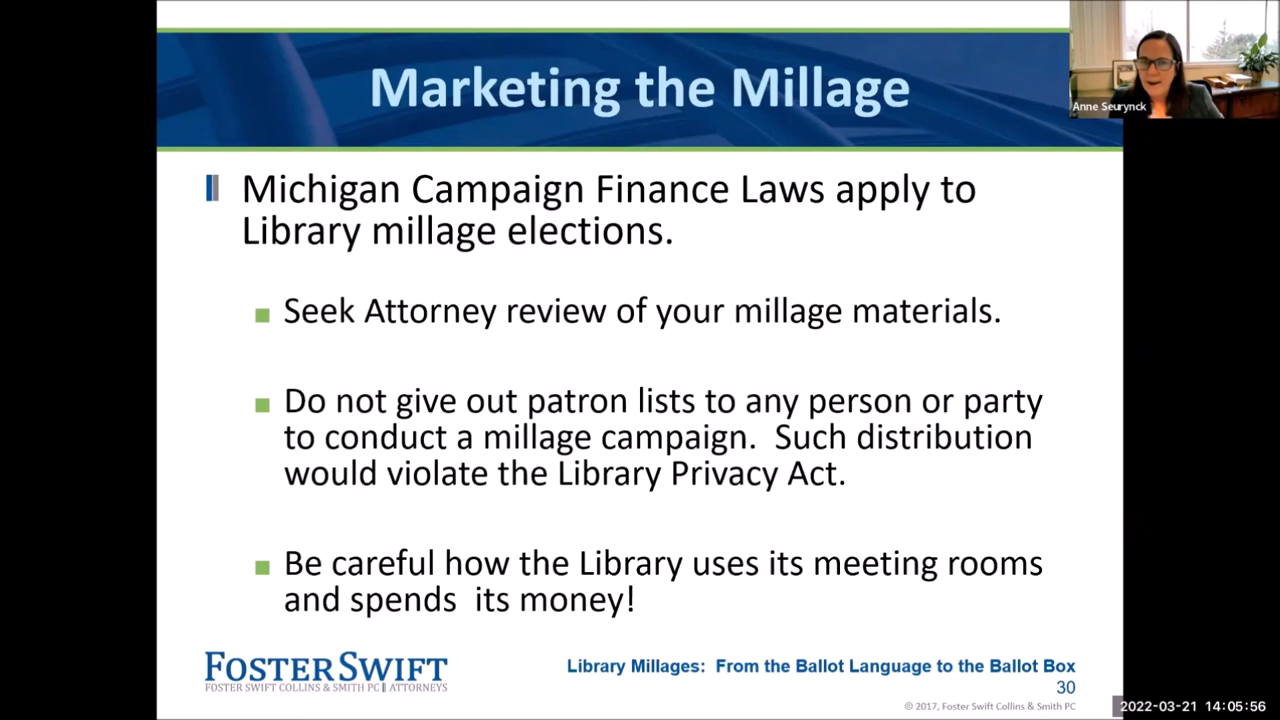 Marketing the Millage
Anne Seurynck
Michigan Campaign Finance Laws apply to
Library millage elections.
Seek Attorney review of your millage materials.
Do not give out patron lists to any person or party
to conduct a millage campaign.  Such distribution
would violate the Library Privacy Act.
Be careful how the Library uses its meeting rooms
and spends  its money!
FOSTER SWIFT
FOSTER SWIFT COLLINS & SMITH PC || ATTORNEYS
Library Millages:  From the Ballot Language to the Ballot Box
30
© 2017, Foster Swift Collins & Smith PC
2022-03-21 14:05:56